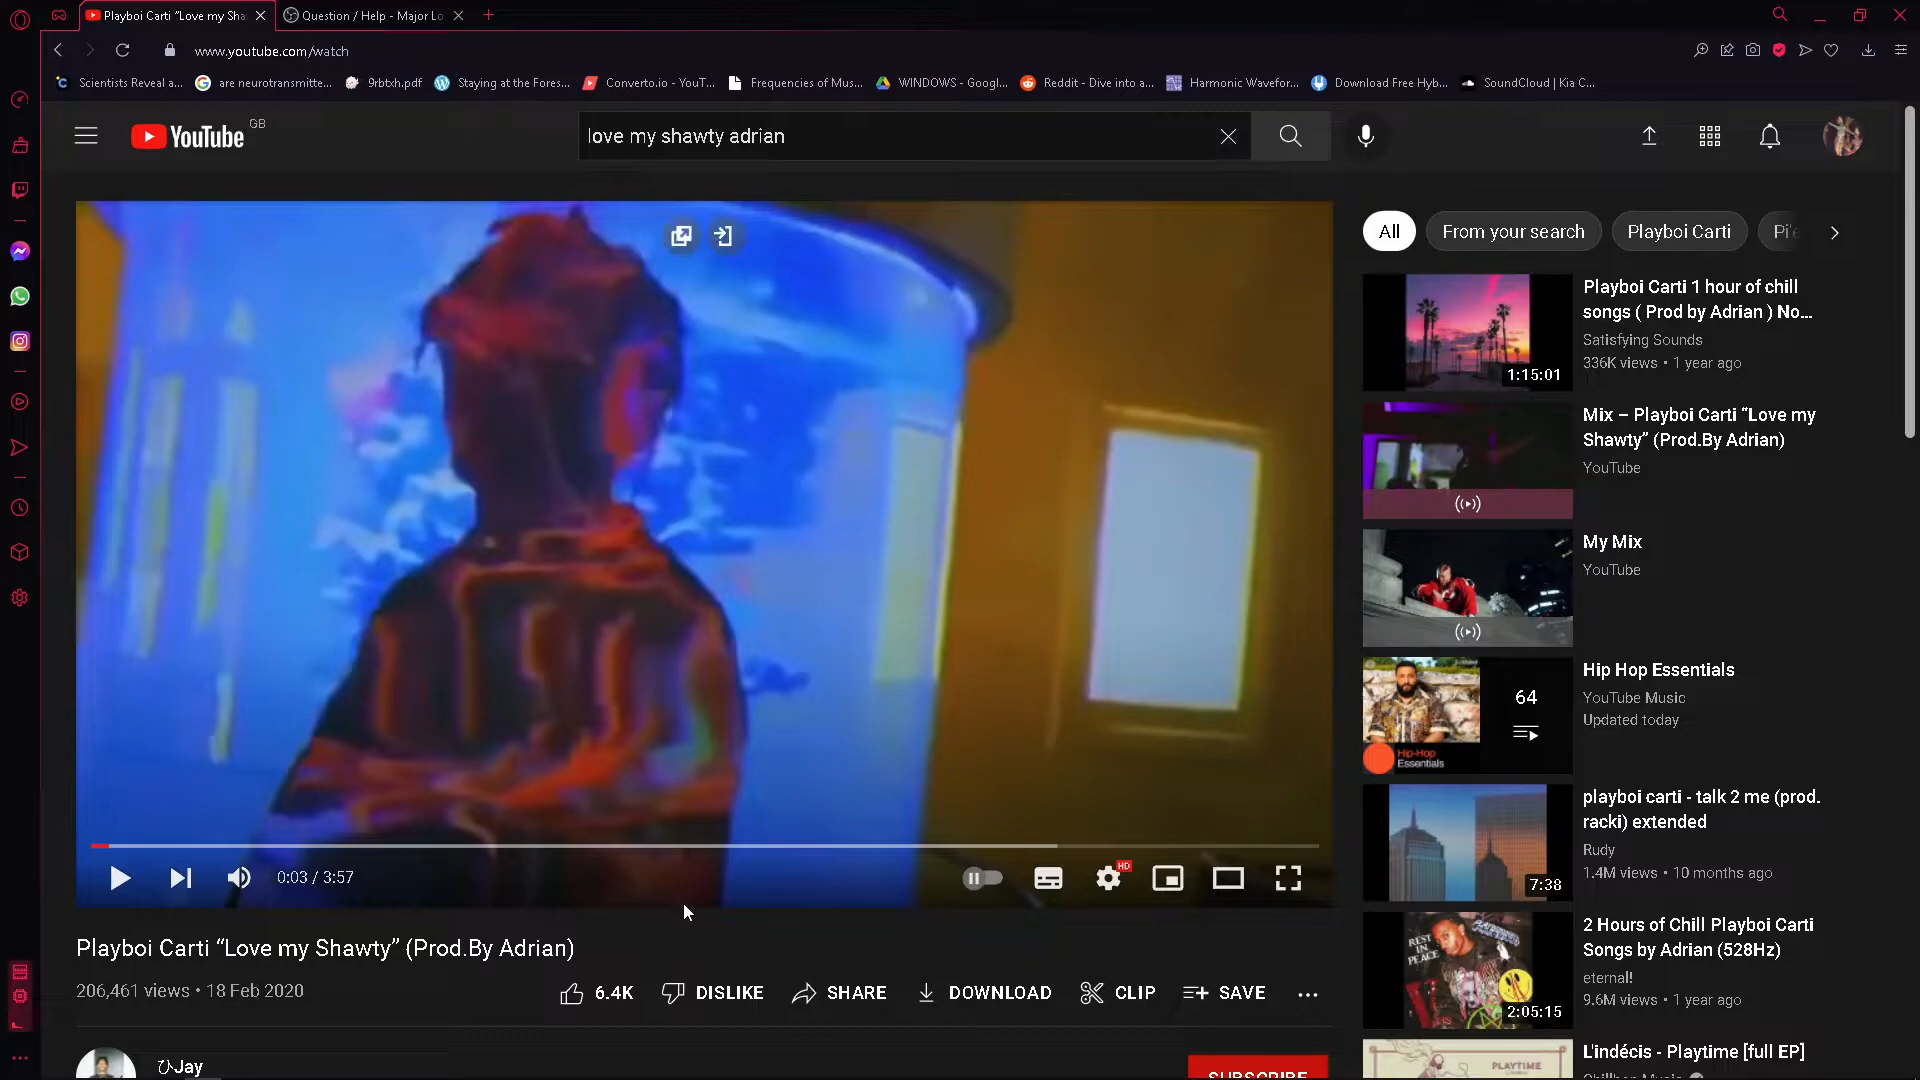 Playboi Carti “Love my Sha
Question / Help - Major Lo
www.youtube.com/watch
Scientists Reveal a...
are neurotransmitte...
9rbtxh.pdf
Staying at the Fores...
Converto.io - YouT...
Frequencies of Mus...
WINDOWS - Googl...
Reddit - Dive into a...
Harmonic Wavefor...
Download Free Hyb...
SoundCloud | Kia C...
YouTube GB
love my shawty adrian
All
From your search
Playboi Carti
Playboi Carti 1 hour of chill
songs ( Prod by Adrian ) No...
Satisfying Sounds
336K views • 1 year ago
1:15:01
Mix – Playboi Carti “Love my
Shawty” (Prod.By Adrian)
YouTube
My Mix
YouTube
Hip Hop Essentials
YouTube Music
Updated today
64
Hip-Hop
Essentials
playboi carti - talk 2 me (prod.
racki) extended
Rudy
1.4M views • 10 months ago
7:38
2 Hours of Chill Playboi Carti
Songs by Adrian (528Hz)
eternal!
9.6M views • 1 year ago
REST
IN
PEACE
2:05:15
L'indécis - Playtime [full EP]
PLAYTIME
0:03 / 3:57
HD
Playboi Carti “Love my Shawty” (Prod.By Adrian)
206,461 views • 18 Feb 2020
6.4K
DISLIKE
SHARE
DOWNLOAD
CLIP
SAVE
ひJay
SUBSCRIBE